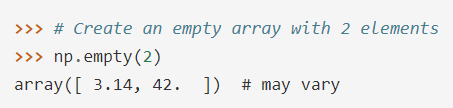 >>> # Create an empty array with 2 elements
>>> np.empty(2)
array([ 3.14, 42.  ])  # may vary